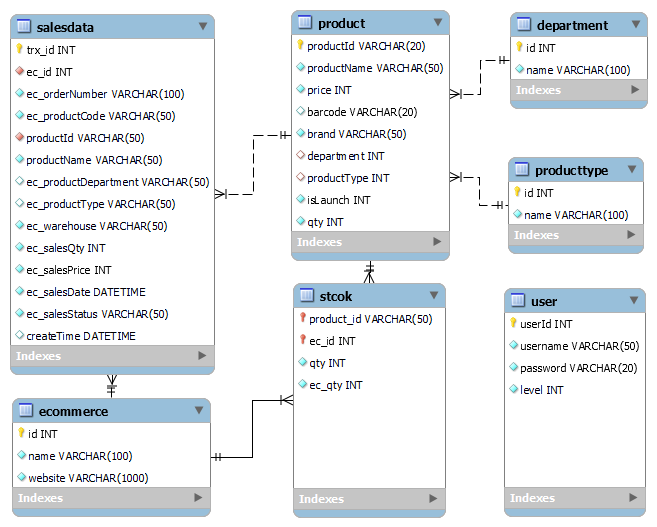 salesdata
trx_id INT
ec_id INT
ec_orderNumber VARCHAR(100)
ec_productCode VARCHAR(50)
productId VARCHAR(50)
productName VARCHAR(50)
ec_productDepartment VARCHAR(50)
ec_productType VARCHAR(50)
ec_warehouse VARCHAR(50)
ec_salesQty INT
ec_salesPrice INT
ec_salesDate DATETIME
ec_salesStatus VARCHAR(50)
createTime DATETIME
Indexes
product
productId VARCHAR(20)
productName VARCHAR(50)
price INT
barcode VARCHAR(20)
brand VARCHAR(50)
department INT
productType INT
isLaunch INT
qty INT
Indexes
department
id INT
name VARCHAR(100)
Indexes
producttype
id INT
name VARCHAR(100)
Indexes
stcok
product_id VARCHAR(50)
ec_id INT
qty INT
ec_qty INT
Indexes
user
userId INT
username VARCHAR(50)
password VARCHAR(20)
level INT
Indexes
ecommerce
id INT
name VARCHAR(100)
website VARCHAR(1000)
Indexes